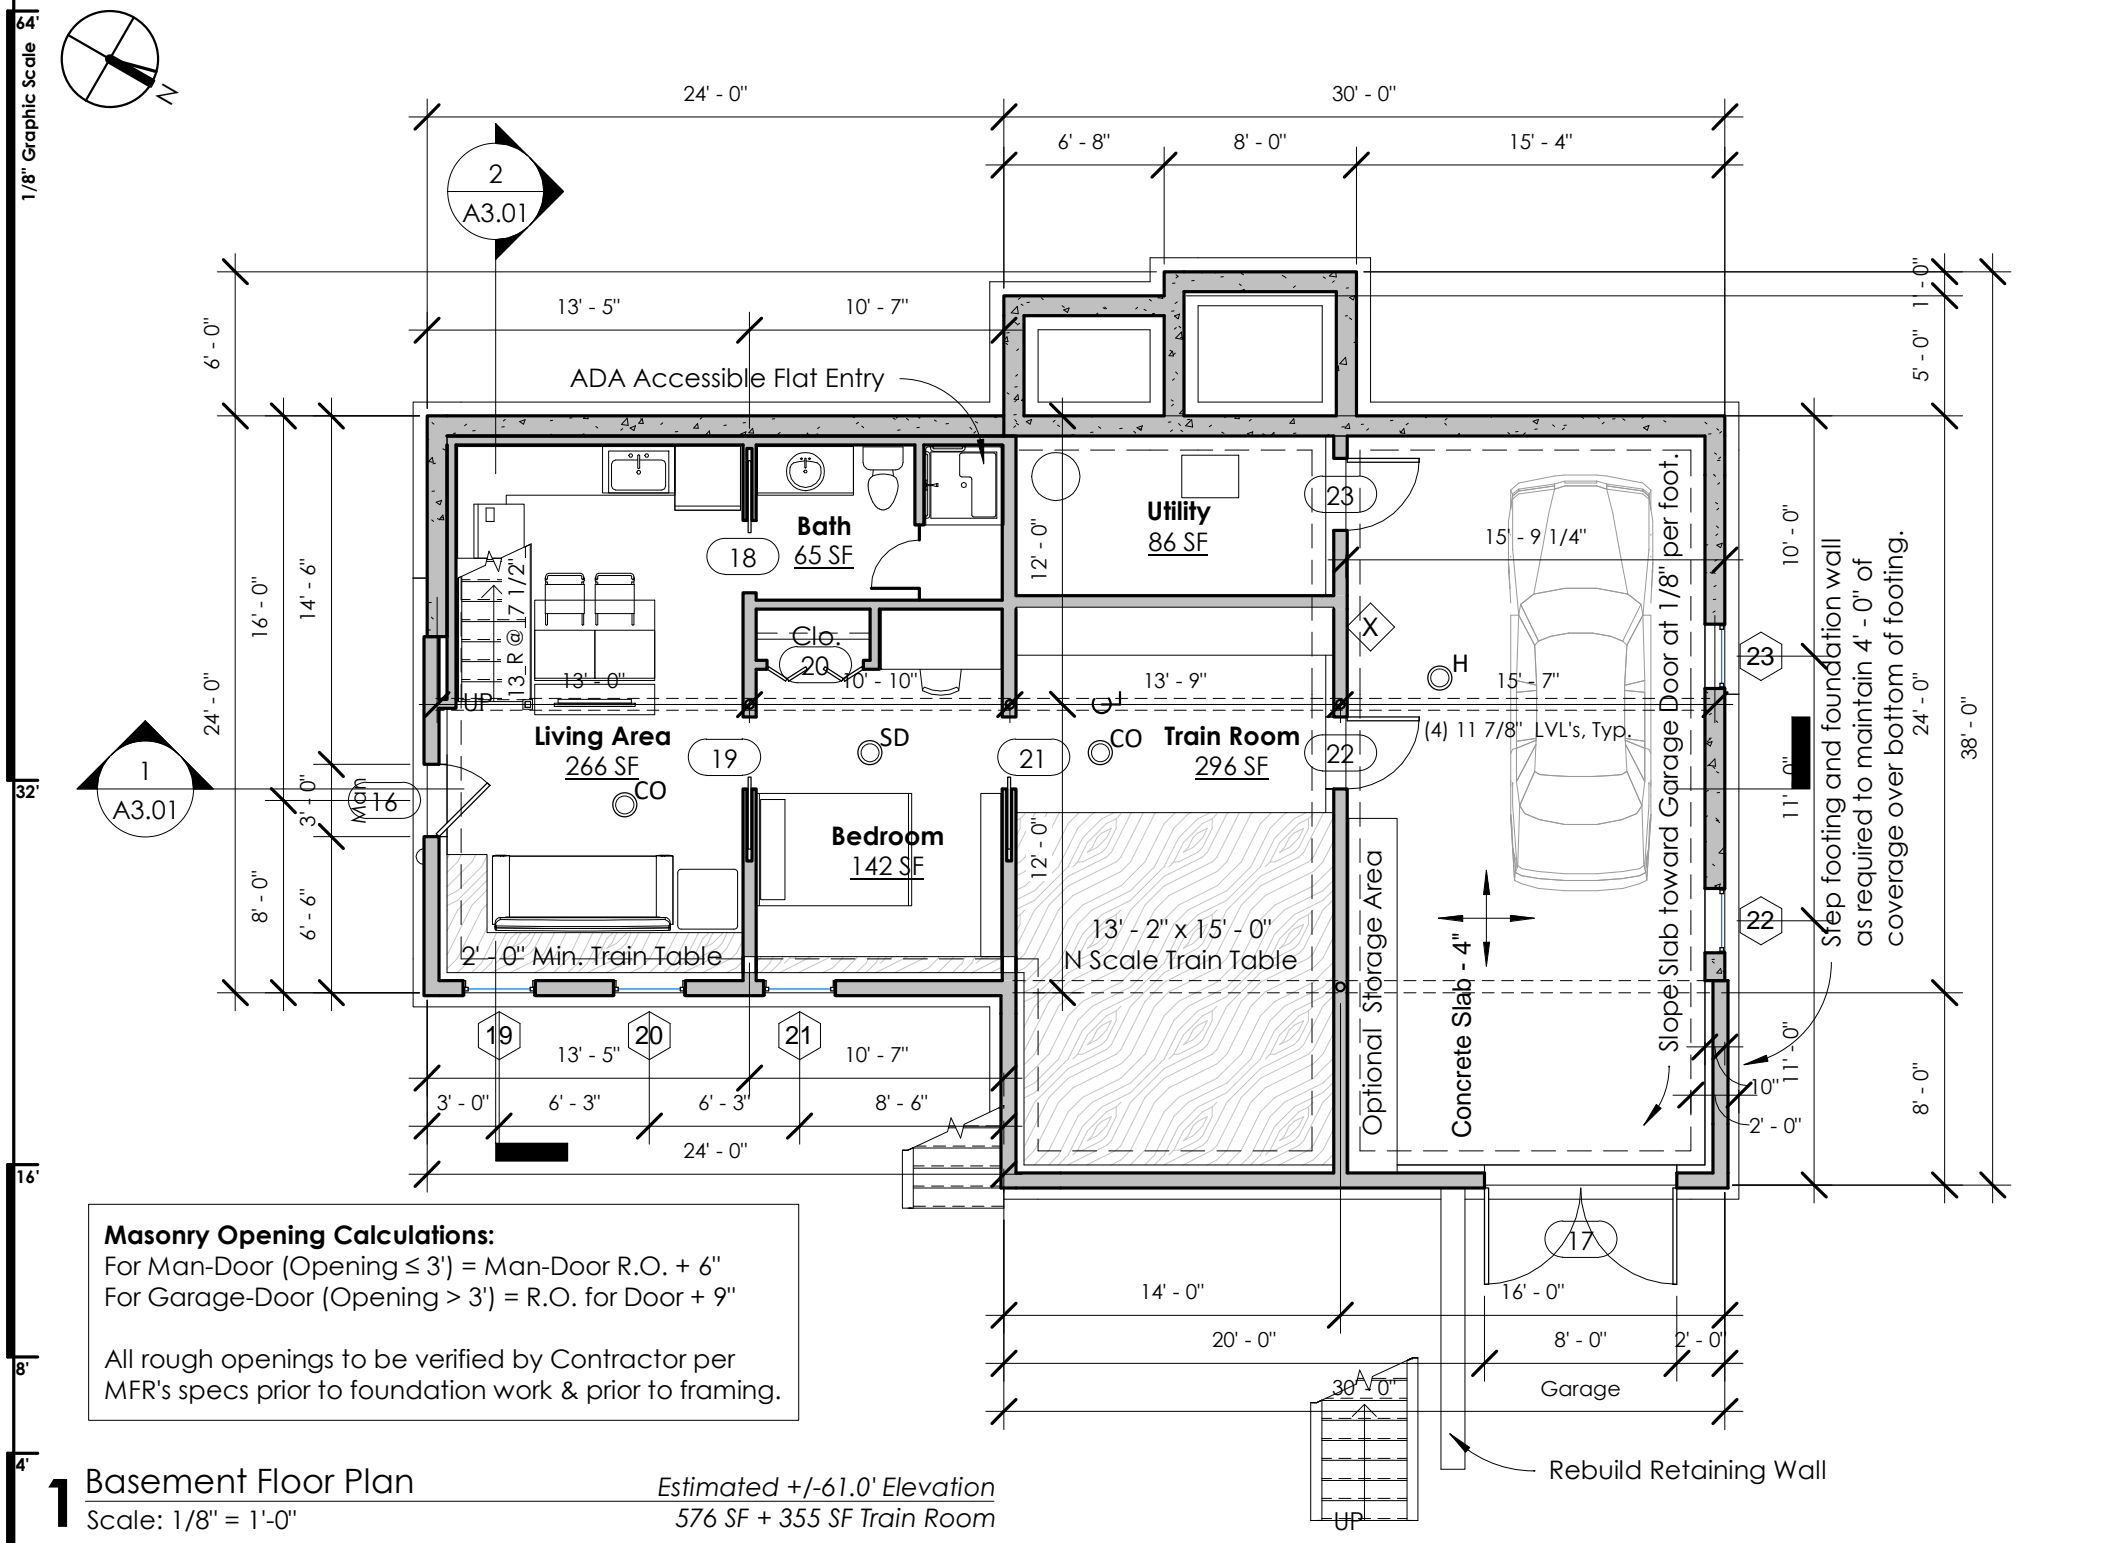 64'
1/8" Graphic Scale
32'
16'
8'
4'
N
24' - 0"
30' - 0"
6' - 8"
8' - 0"
15' - 4"
2
A3.01
13' - 5"
10' - 7"
6' - 0"
1' - 0"
5' - 0"
ADA Accessible Flat Entry
Bath
65 SF
Utility
86 SF
18
23
12' - 0"
15' - 9 1/4"
10' - 0"
14' - 6"
16' - 0"
24' - 0"
13 R @ 7 1/2"
UP
Clo.
20
X
H
23
13' - 0"
10' - 10"
13' - 9"
15' - 7"
CL
(4) 11 7/8" LVL's, Typ.
Living Area
266 SF
19
SD
21
CO
Train Room
296 SF
22
CO
1
A3.01
Man
16
3' - 0"
8' - 0"
6' - 6"
Bedroom
142 SF
12' - 0"
13' - 2" x 15' - 0"
N Scale Train Table
2' - 0" Min. Train Table
Optional Storage Area
Concrete Slab - 4"
Slope Slab toward Garage Door at 1/8" per foot.
22
11' - 0"
Step footing and foundation wall
as required to maintain 4' - 0" of
coverage over bottom of footing.
24' - 0"
38' - 0"
11' - 0"
8' - 0"
10"
2' - 0"
19
20
21
13' - 5"
10' - 7"
3' - 0"
6' - 3"
6' - 3"
8' - 6"
24' - 0"
17
14' - 0"
16' - 0"
20' - 0"
8' - 0"
2' - 0"
30' - 0"
Garage
UP
Rebuild Retaining Wall
Masonry Opening Calculations:
For Man-Door (Opening ≤ 3') = Man-Door R.O. + 6"
For Garage-Door (Opening > 3') = R.O. for Door + 9"
All rough openings to be verified by Contractor per
MFR's specs prior to foundation work & prior to framing.
1
Basement Floor Plan
Scale: 1/8" = 1'-0"
Estimated +/-61.0' Elevation
576 SF + 355 SF Train Room